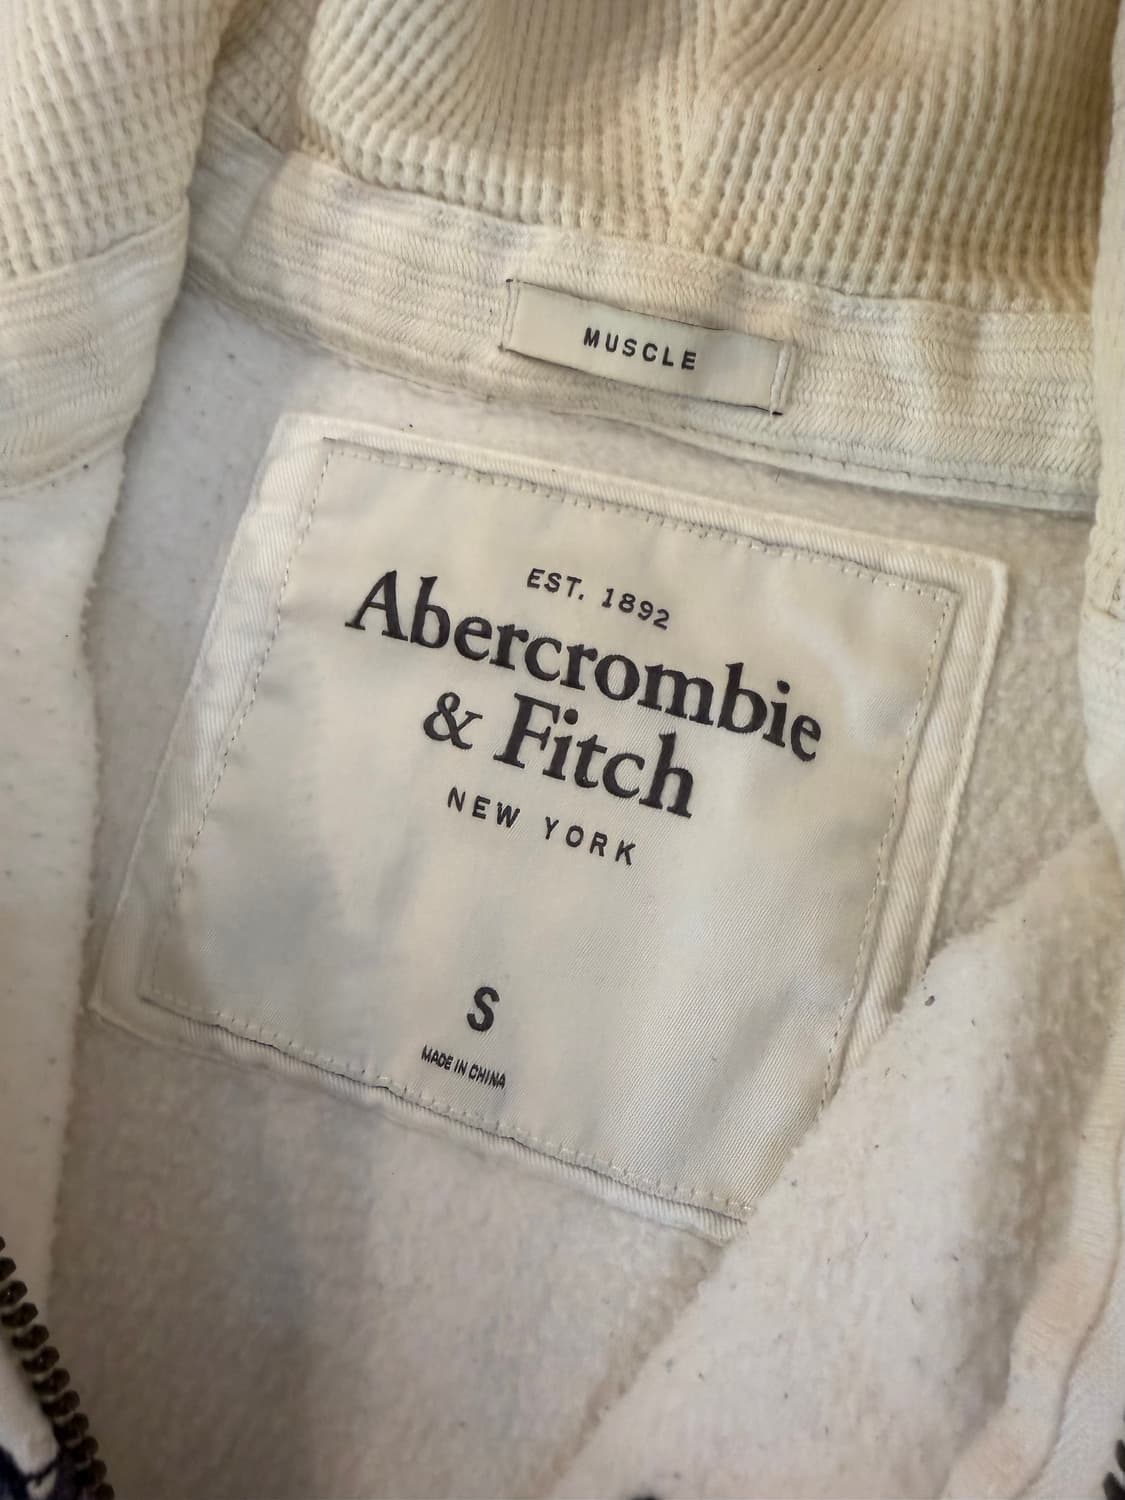 MUSCLE
EST. 1892
Abercrombie
& Fitch
NEW YORK
S
MADE IN CHINA